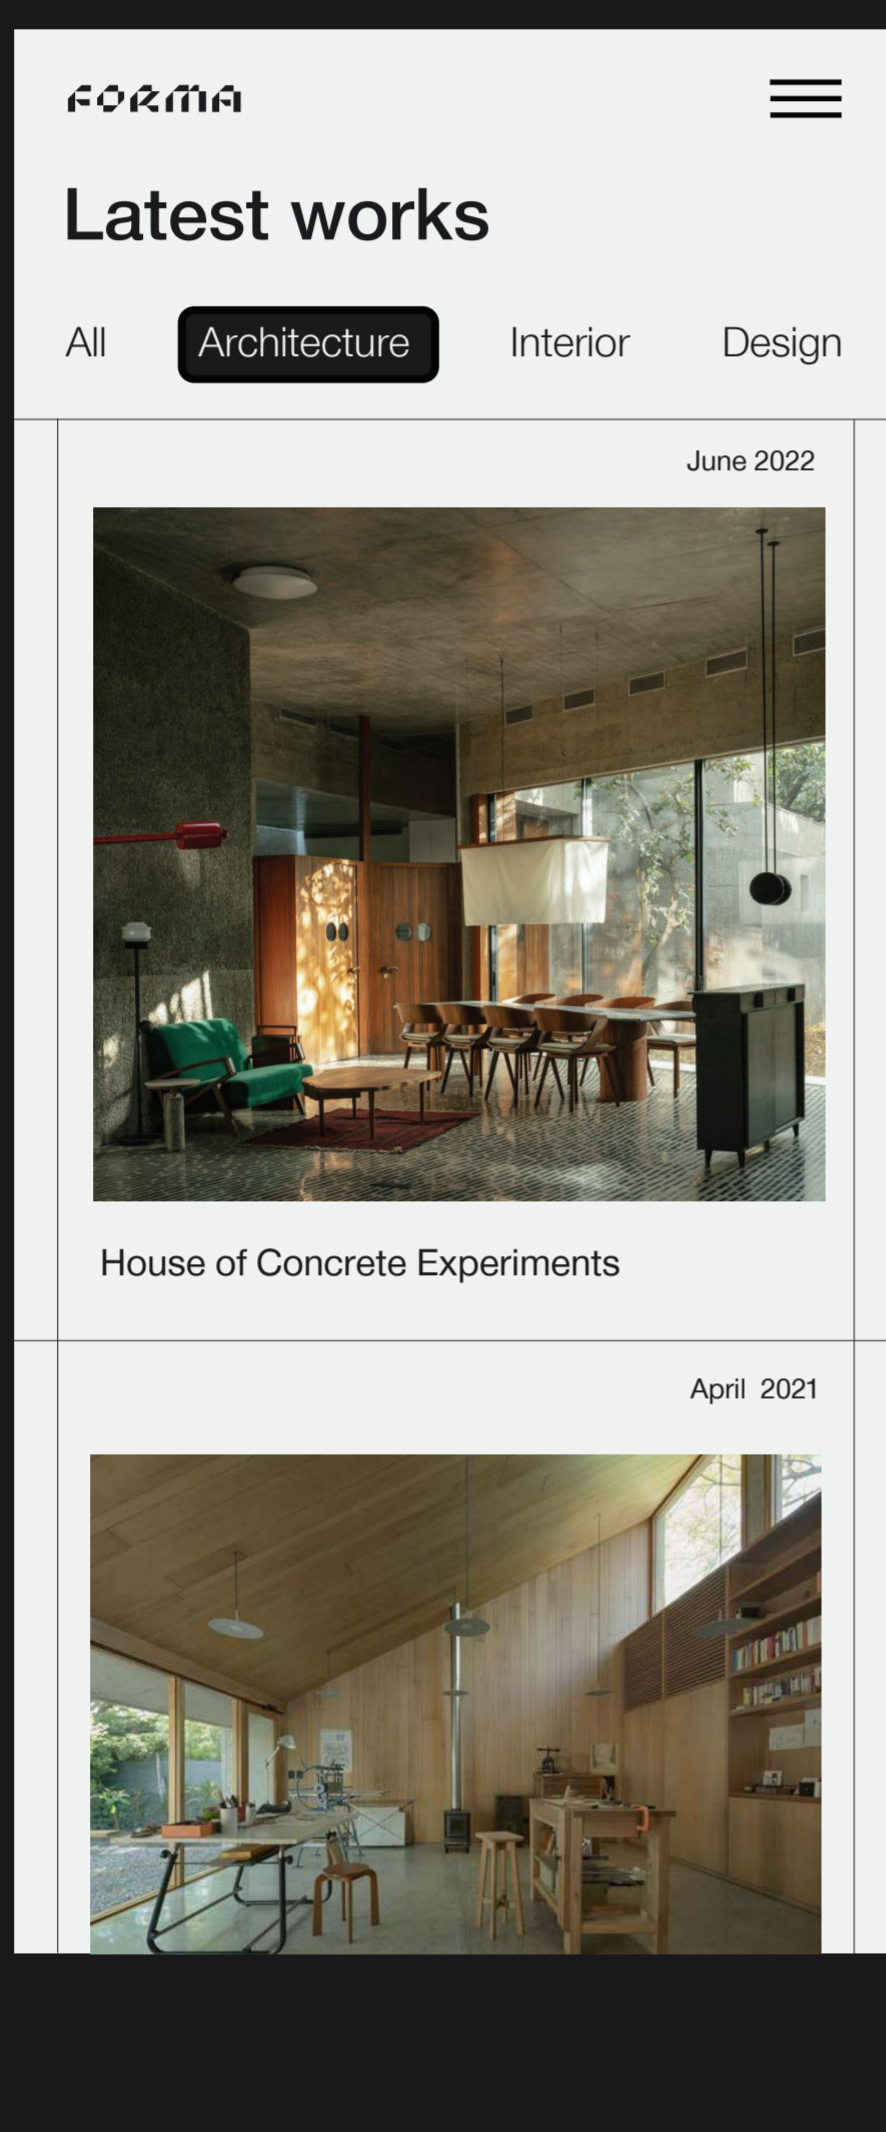 FORMA
Latest works
All Architecture Interior Design
June 2022
House of Concrete Experiments
April 2021